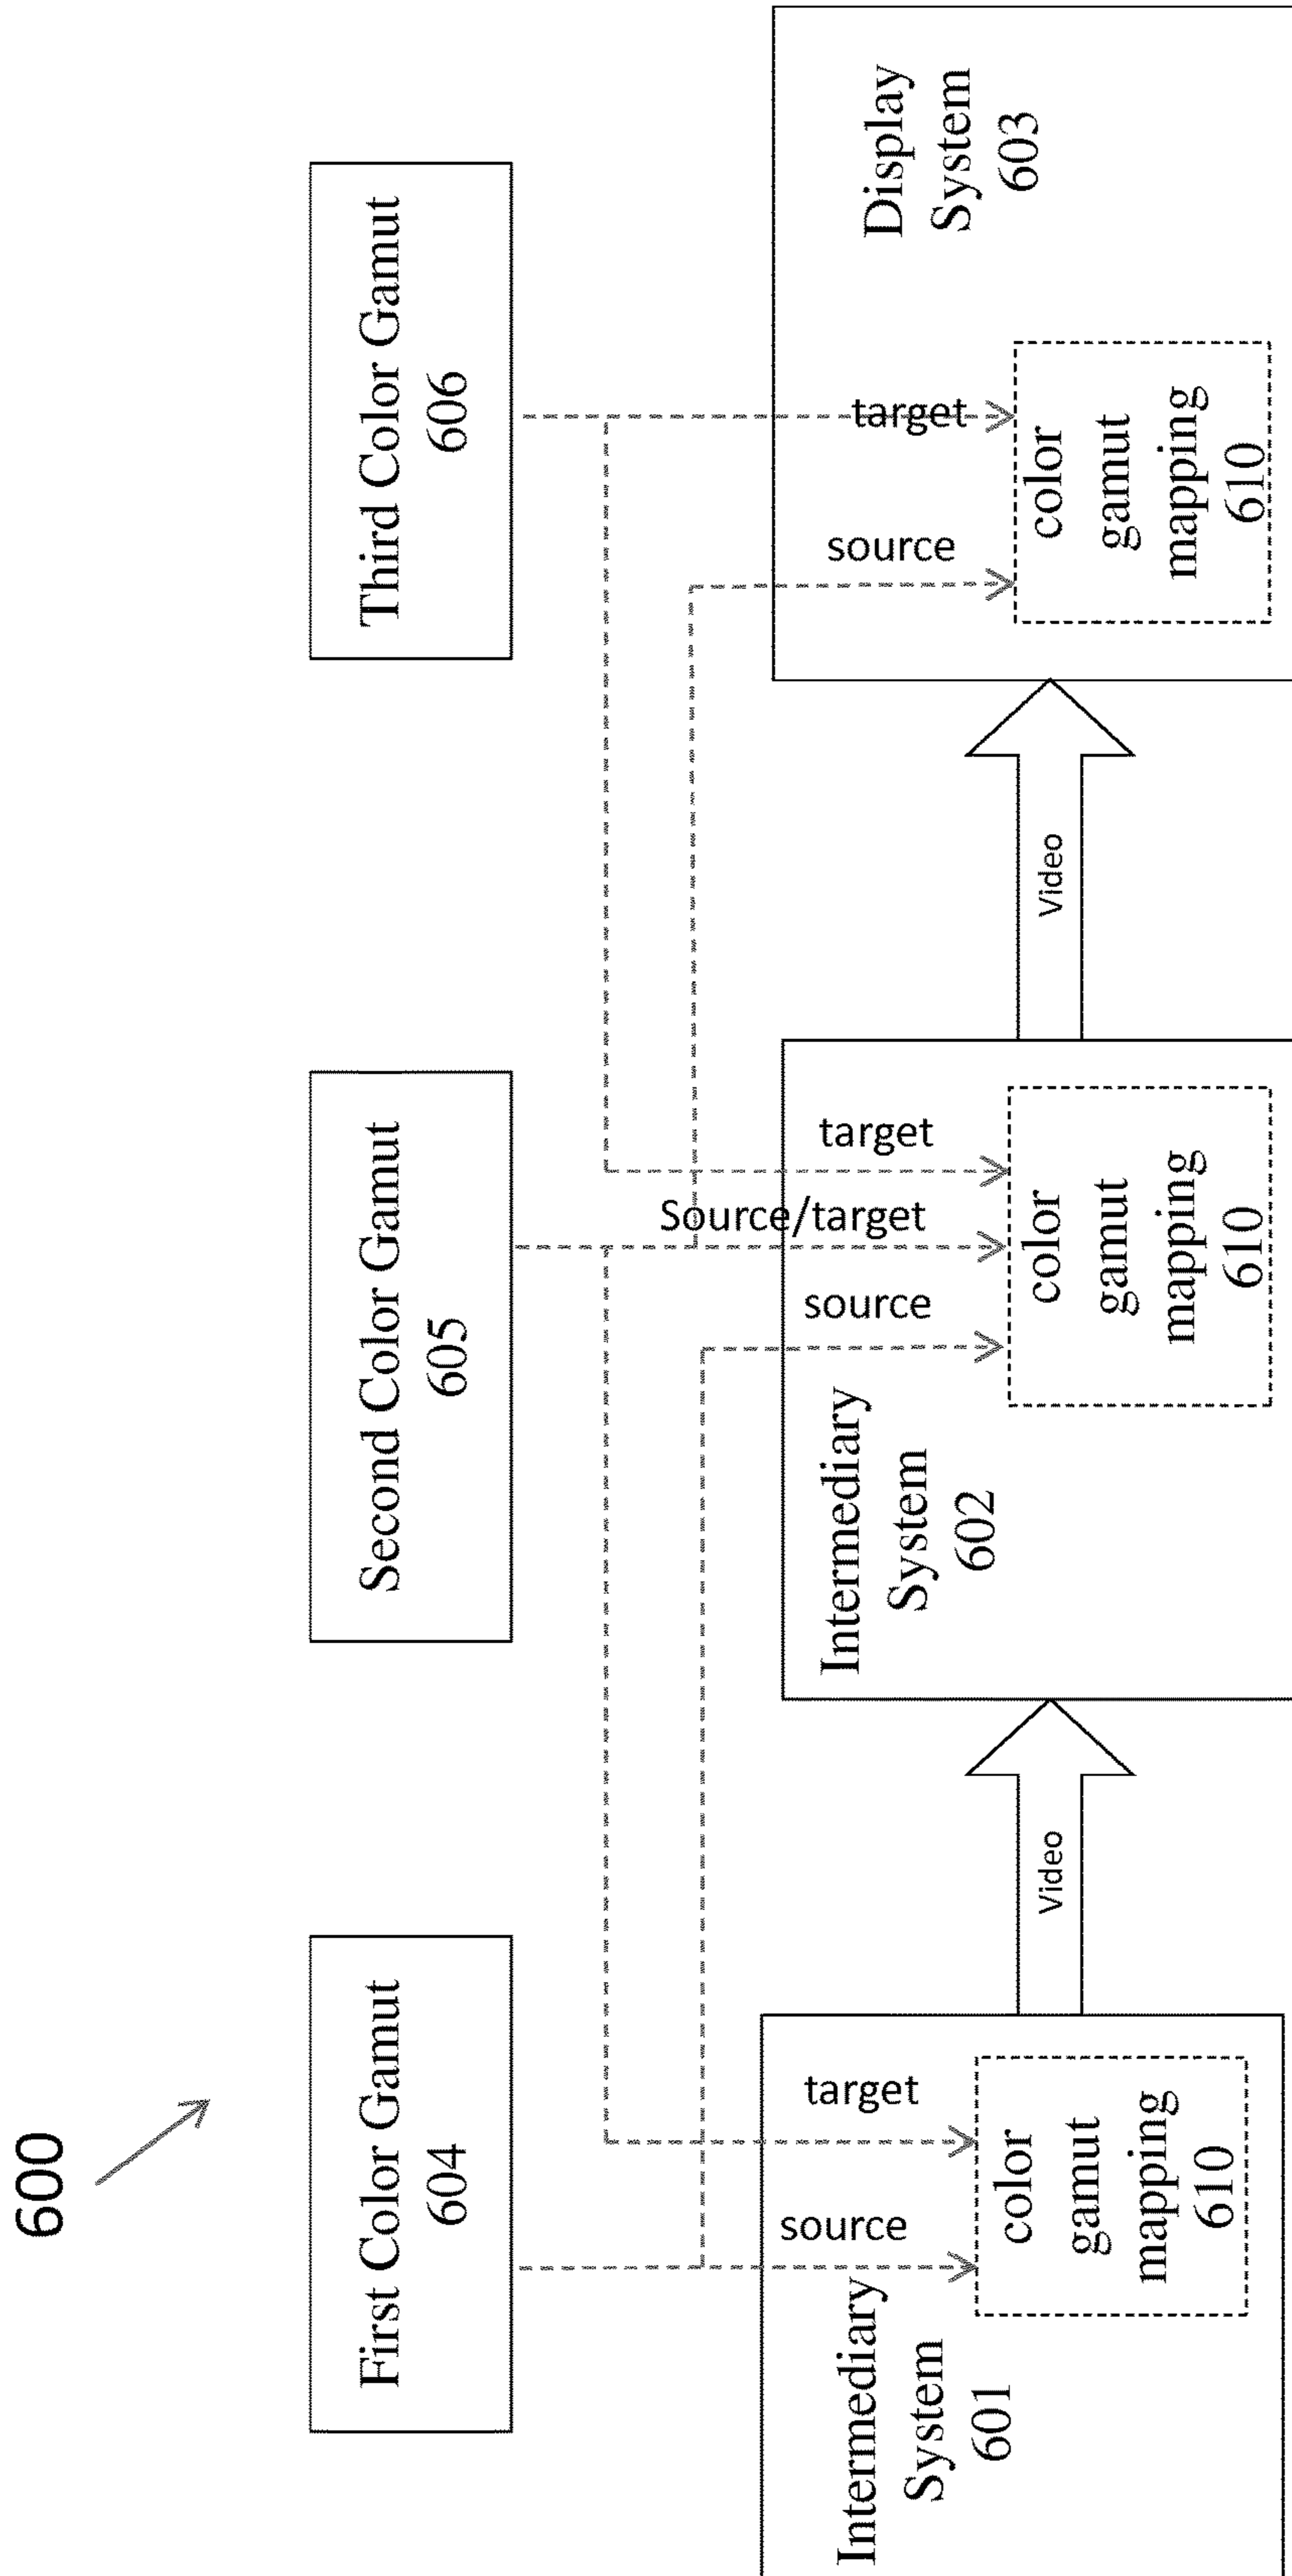 600
First Color Gamut
604
Second Color Gamut
605
Third Color Gamut
606
Intermediary
System
601
source
target
color
gamut
mapping
610
Video
Intermediary
System
602
source
Source/target
target
color
gamut
mapping
610
Video
Display
System
603
source
target
color
gamut
mapping
610